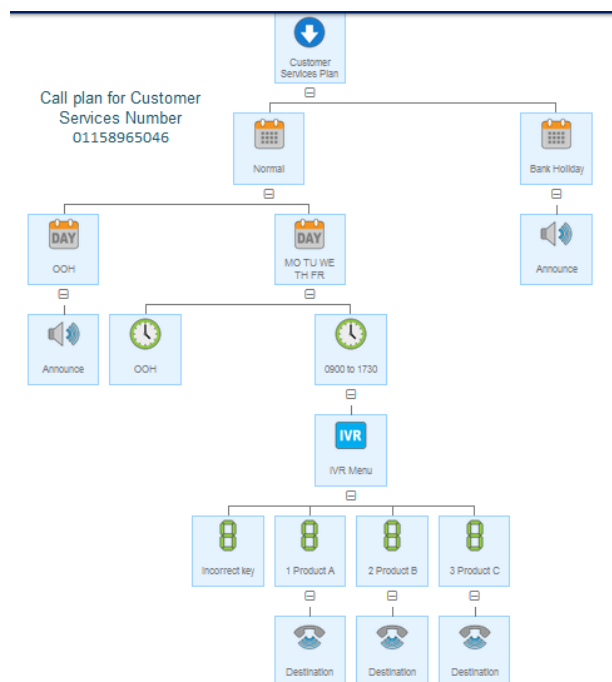 Customer
Services Plan
Call plan for Customer
Services Number
01158965046
Normal
Bank Holiday
DAY
DAY
OOH
MO TU WE
TH FR
Announce
Announce
OOH
0900 to 1730
IVR
IVR Menu
Incorrect key
1 Product A
2 Product B
3 Product C
Destination
Destination
Destination